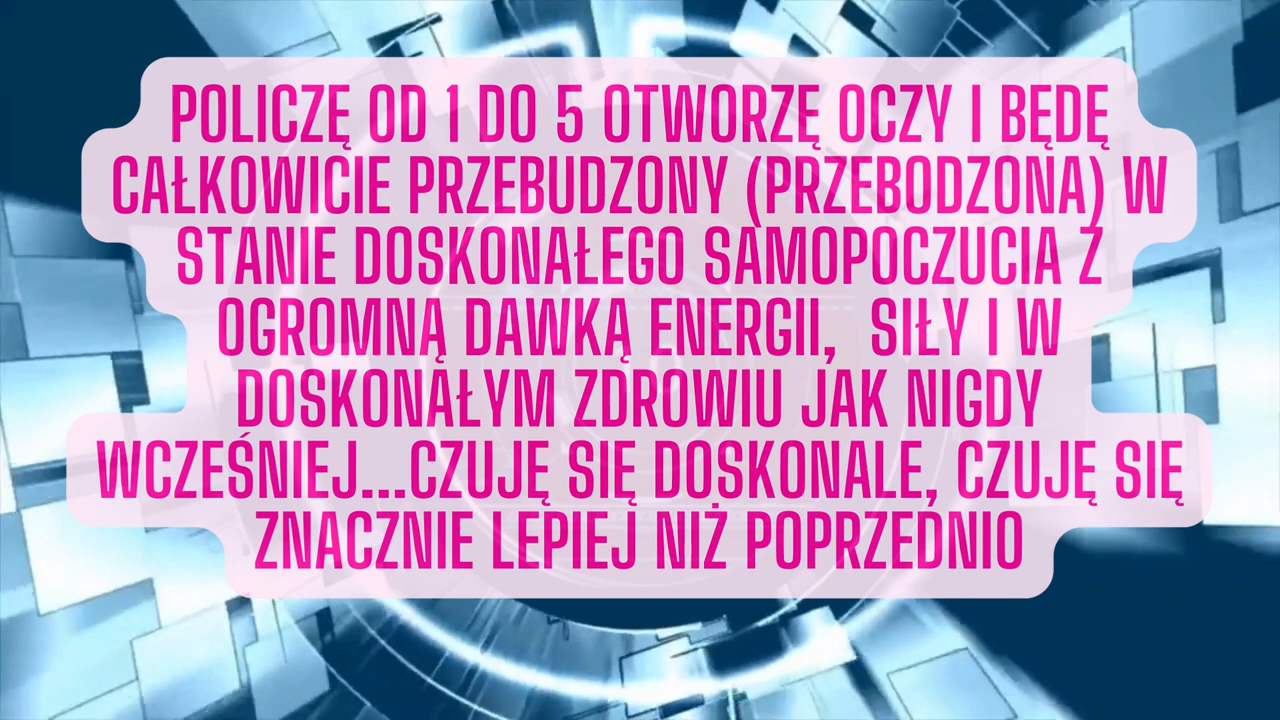 POLICZĘ OD 1 DO 5 OTWORZĘ OCZY I BĘDĘ
CAŁKOWICIE PRZEBUDZONY (PRZEBODZONA) W
STANIE DOSKONAŁEGO SAMOPOCZUCIA Z
OGROMNĄ DAWKĄ ENERGII, SIŁY I W
DOSKONAŁYM ZDROWIU JAK NIGDY
WCZEŚNIEJ...CZUJĘ SIĘ DOSKONALE, CZUJĘ SIĘ
ZNACZNIE LEPIEJ NIŻ POPRZEDNIO